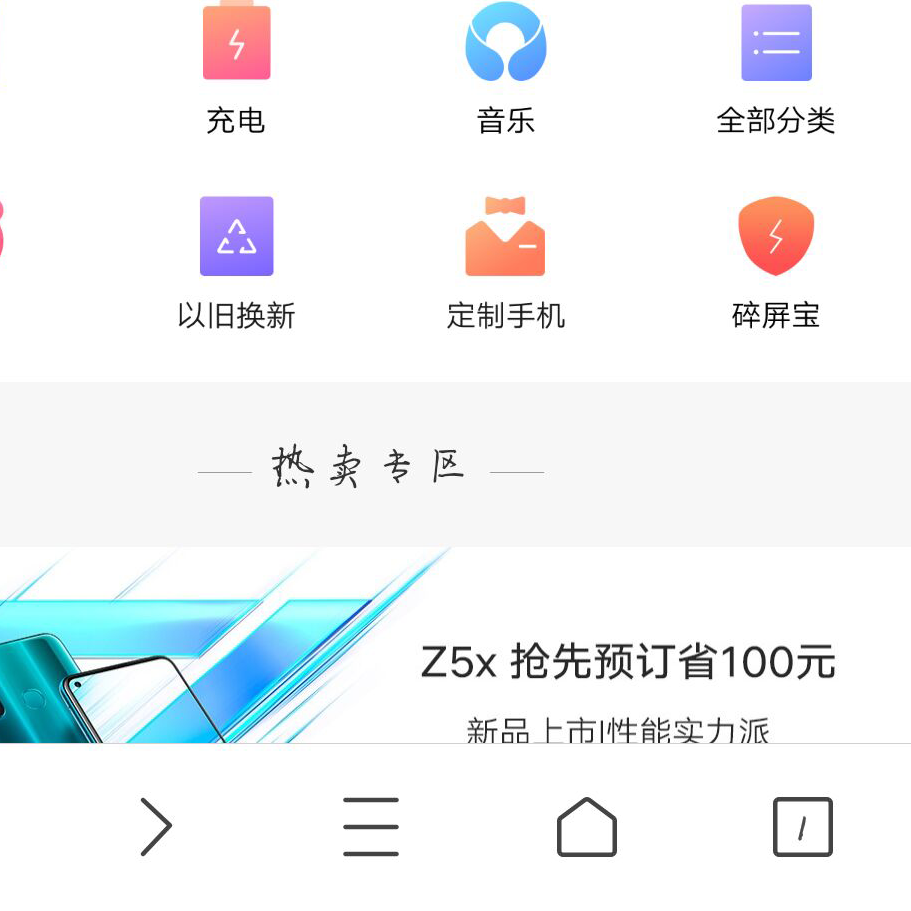 充电
音乐
全部分类
以旧换新
定制手机
碎屏宝
热卖专区
Z5x 抢先预订省100元
新品上市|性能实力派
1